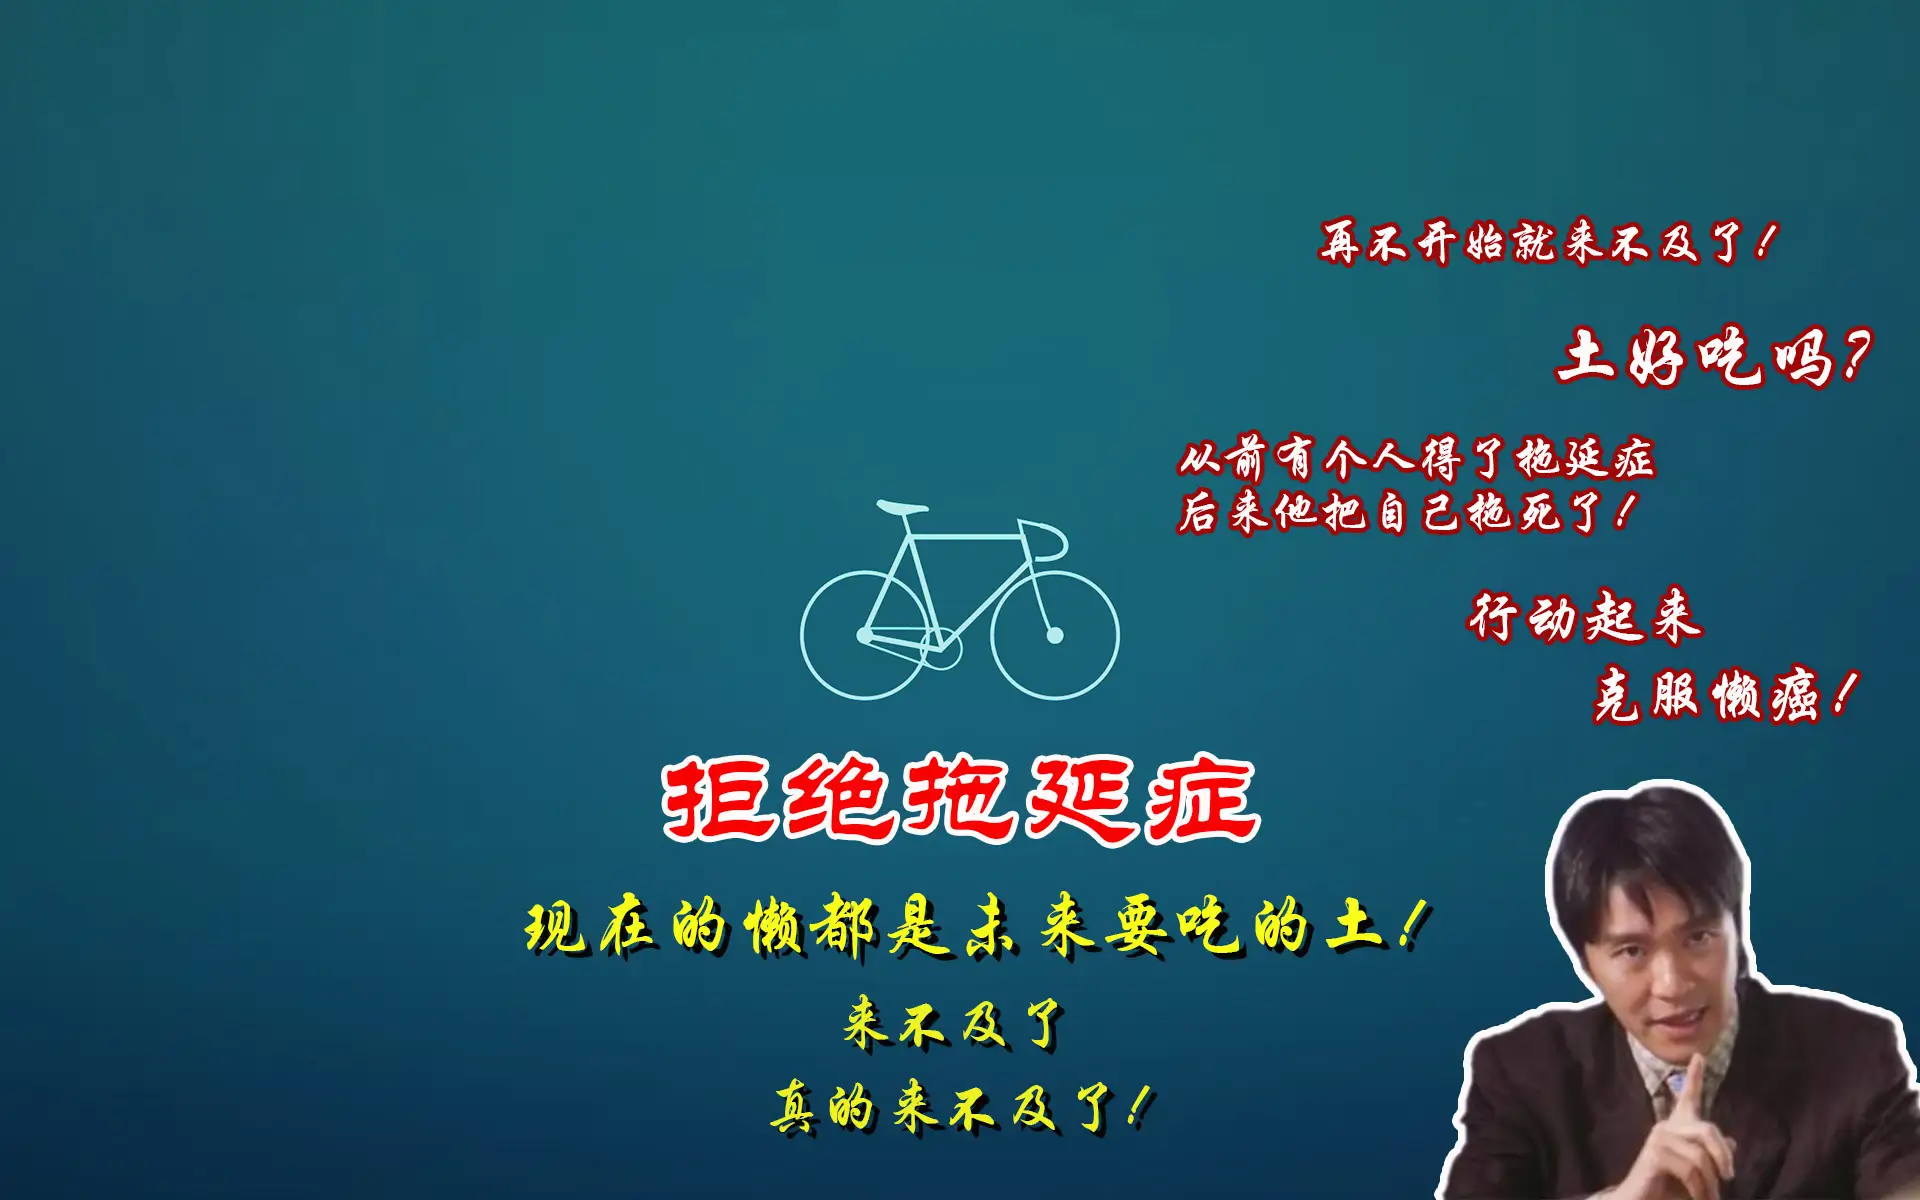 再不开始就来不及了！
土好吃吗？
从前有个人得了拖延症
后来他把自己拖死了！
行动起来
克服懒癌！
拒绝拖延症
现在的懒都是未来要吃的土！
来不及了
真的来不及了！